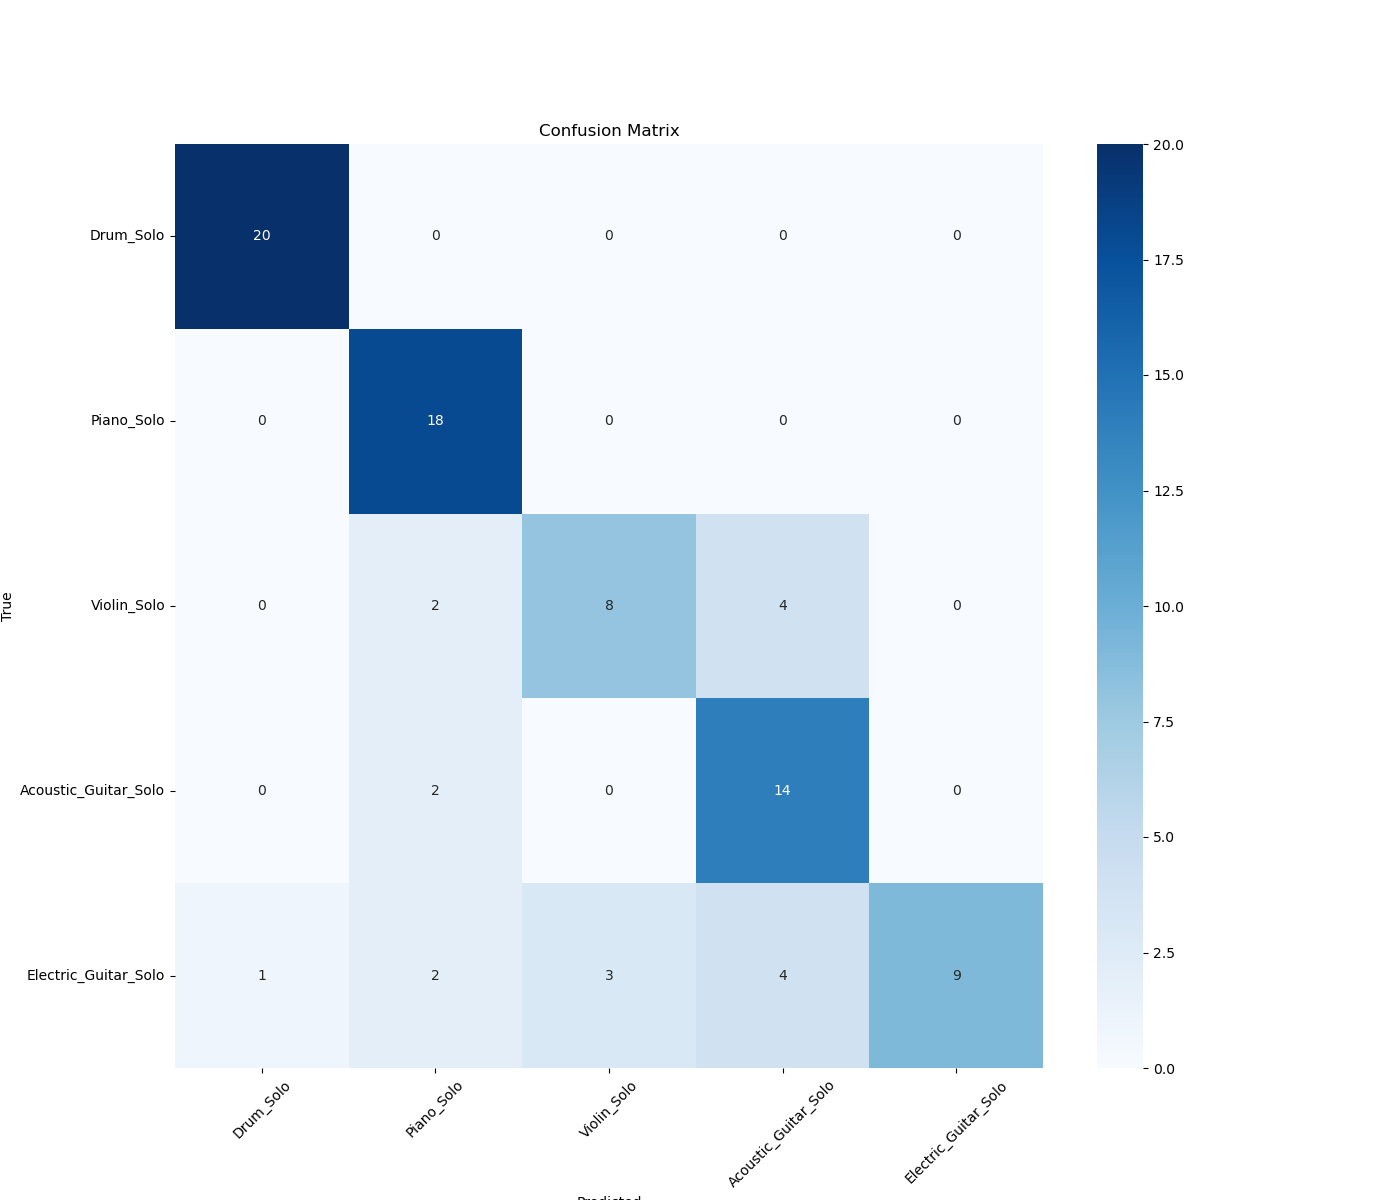 Confusion Matrix
Drum_Solo 20 0 0 0 0
Piano_Solo 0 18 0 0 0
Violin_Solo 0 2 8 4 0
Acoustic_Guitar_Solo 0 2 0 14 0
Electric_Guitar_Solo 1 2 3 4 9
True
Drum_Solo
Piano_Solo
Violin_Solo
Acoustic_Guitar_Solo
Electric_Guitar_Solo
Predicted
20.0
17.5
15.0
12.5
10.0
7.5
5.0
2.5
0.0